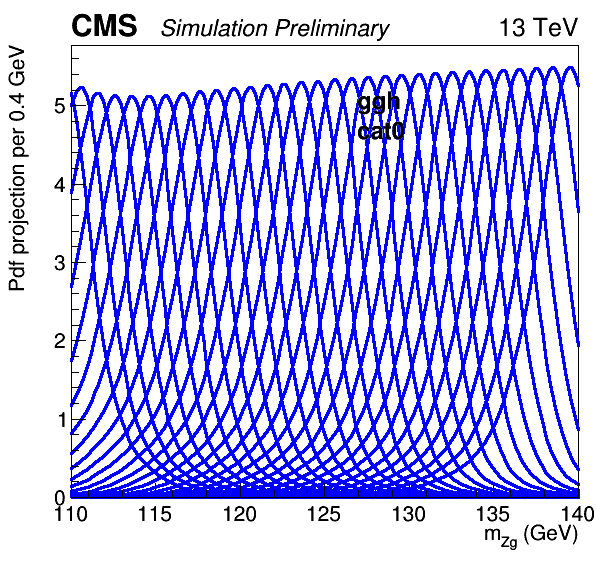 CMS Simulation Preliminary 13 TeV
Pdf projection per 0.4 GeV
ggh
cat0
5
4
3
2
1
0
110 115 120 125 130 135 140
mZg (GeV)